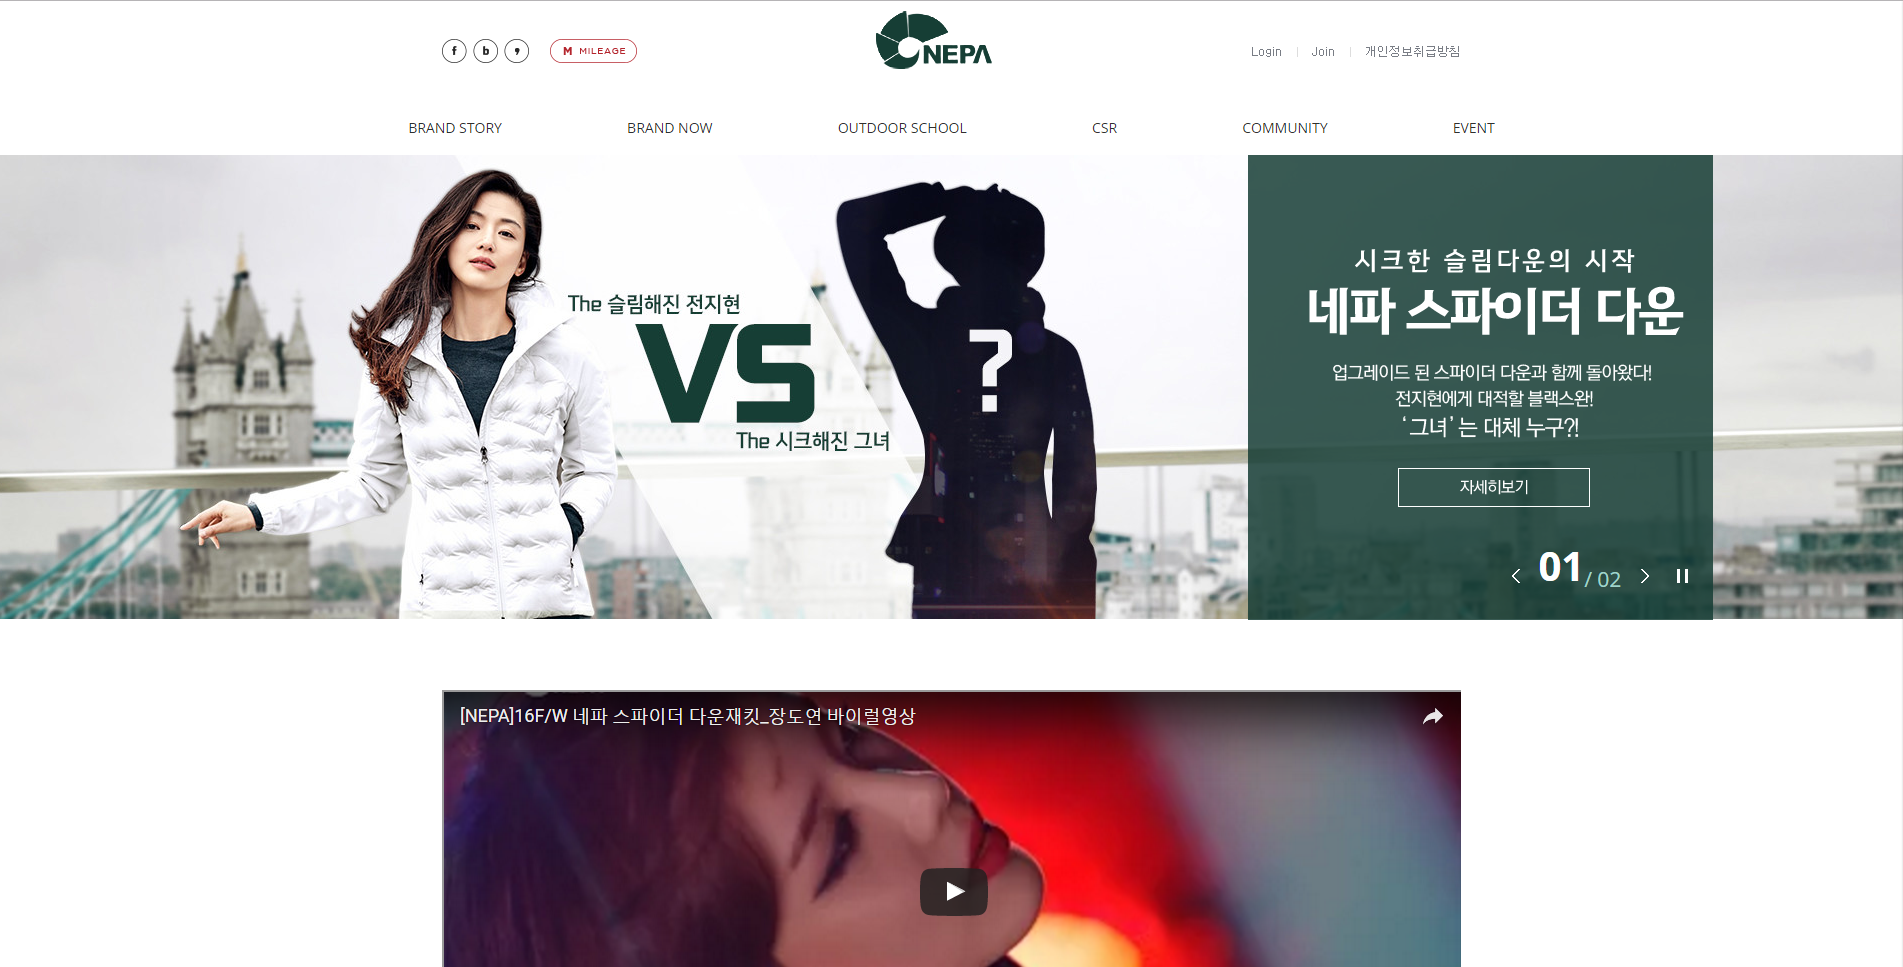 f b , M MILEAGE
NEPA
Login | Join | 개인정보취급방침
BRAND STORY
BRAND NOW
OUTDOOR SCHOOL
CSR
COMMUNITY
EVENT
The 슬림해진 전지현
VS
The 시크해진 그녀
?
시크한 슬림다운의 시작
네파 스파이더 다운
업그레이드 된 스파이더 다운과 함께 돌아왔다!
전지현에게 대적할 블랙스완!
‘그녀’는 대체 누구?!
자세히보기
01 / 02
[NEPA]16F/W 네파 스파이더 다운재킷_장도연 바이럴영상